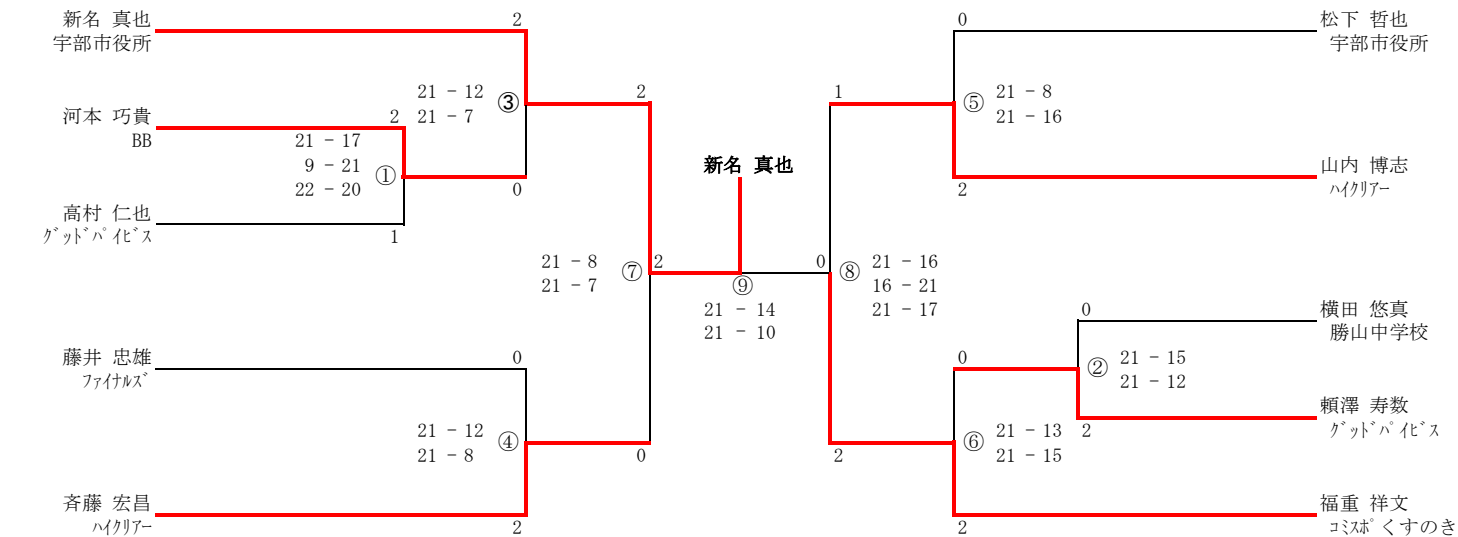 新名 真也
宇部市役所
2
河本 巧貴
BB
2
21 - 17
9 - 21
22 - 20
①
高村 仁也
グッドパイビス
1
21 - 12
21 - 7
③
0
2
藤井 忠雄
ファイナルズ
0
21 - 12
21 - 8
④
斉藤 宏昌
ハイクリアー
2
21 - 8
21 - 7
⑦
0
2
新名 真也
⑨
21 - 14
21 - 10
0
1
⑧
21 - 16
16 - 21
21 - 17
2
0
松下 哲也
宇部市役所
⑤
21 - 8
21 - 16
山内 博志
ハイクリアー
2
0
横田 悠真
勝山中学校
②
21 - 15
21 - 12
頼澤 寿数
グッドパイビス
2
0
⑥
21 - 13
21 - 15
福重 祥文
コミスポくすのき
2